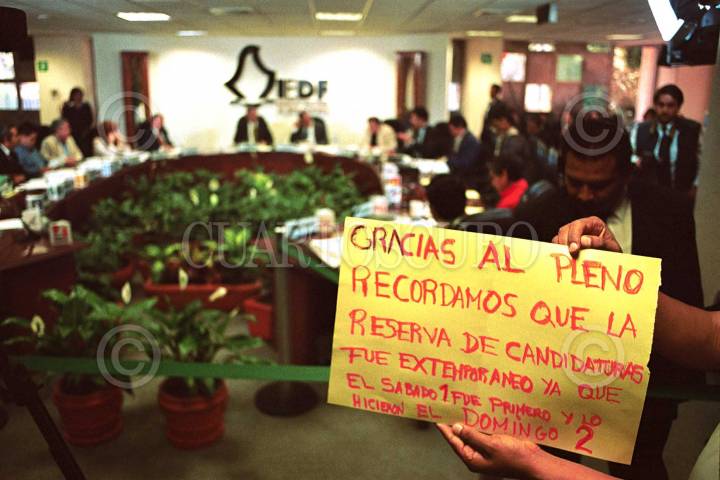 IEDF
GRACIAS AL PLENO
RECORDAMOS QUE LA
RESERVA DE CANDIDATURAS
FUE EXTEMPORANEO YA QUE
EL SABADO 1 FUE PRIMERO Y LO
HICIERON EL DOMINGO 2
© CUARTOSCURO ©